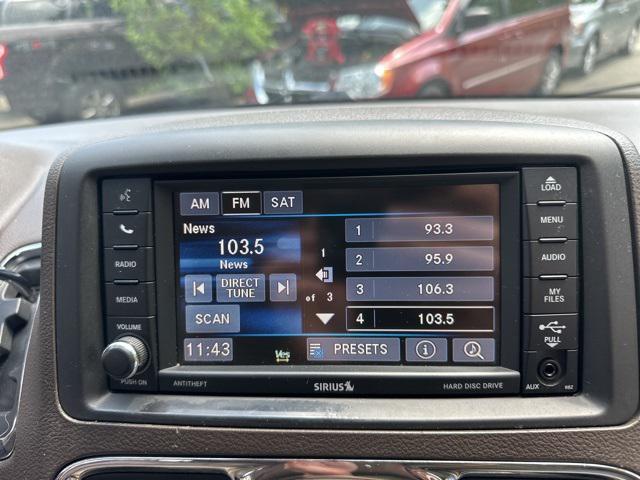 AM FM SAT
News
103.5
News
DIRECT
TUNE
SCAN
11:43
1
of 3
1 93.3
2 95.9
3 106.3
4 103.5
Yes
PRESETS
RADIO
MEDIA
VOLUME
PUSH ON
ANTITHEFT
SIRIUS
HARD DISC DRIVE
LOAD
MENU
AUDIO
MY
FILES
PULL
AUX